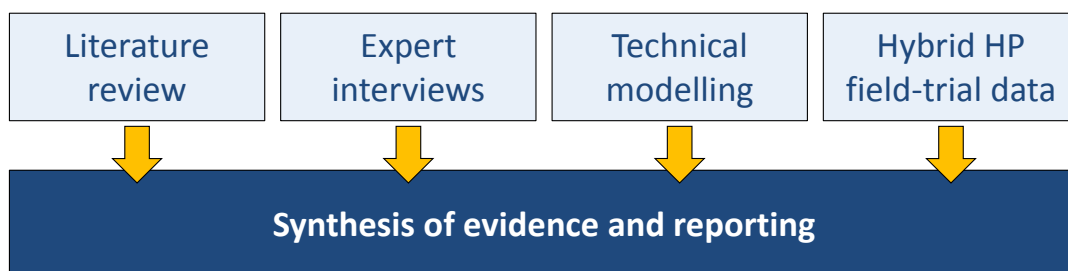 Literature
review
Expert
interviews
Technical
modelling
Hybrid HP
field-trial data
Synthesis of evidence and reporting